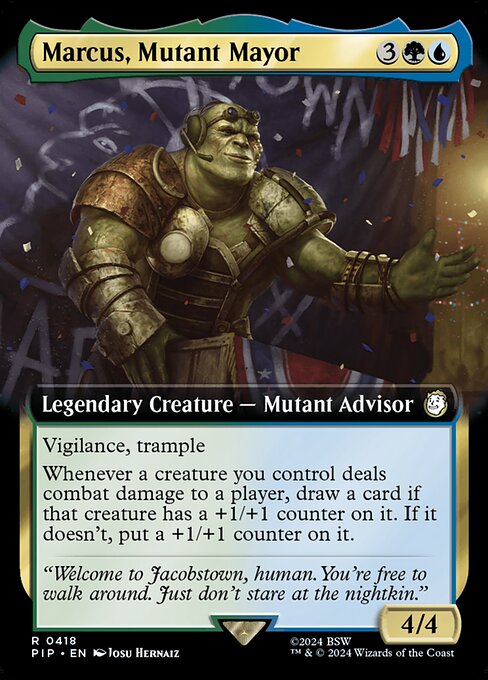 Marcus, Mutant Mayor 3
Legendary Creature — Mutant Advisor
Vigilance, trample
Whenever a creature you control deals
combat damage to a player, draw a card if
that creature has a +1/+1 counter on it. If it
doesn't, put a +1/+1 counter on it.
“Welcome to Jacobstown, human. You're free to
walk around. Just don't stare at the nightkin.”
4/4
R 0418
PIP • EN Josu Hernaiz
©2024 BSW
™ & © 2024 Wizards of the Coast